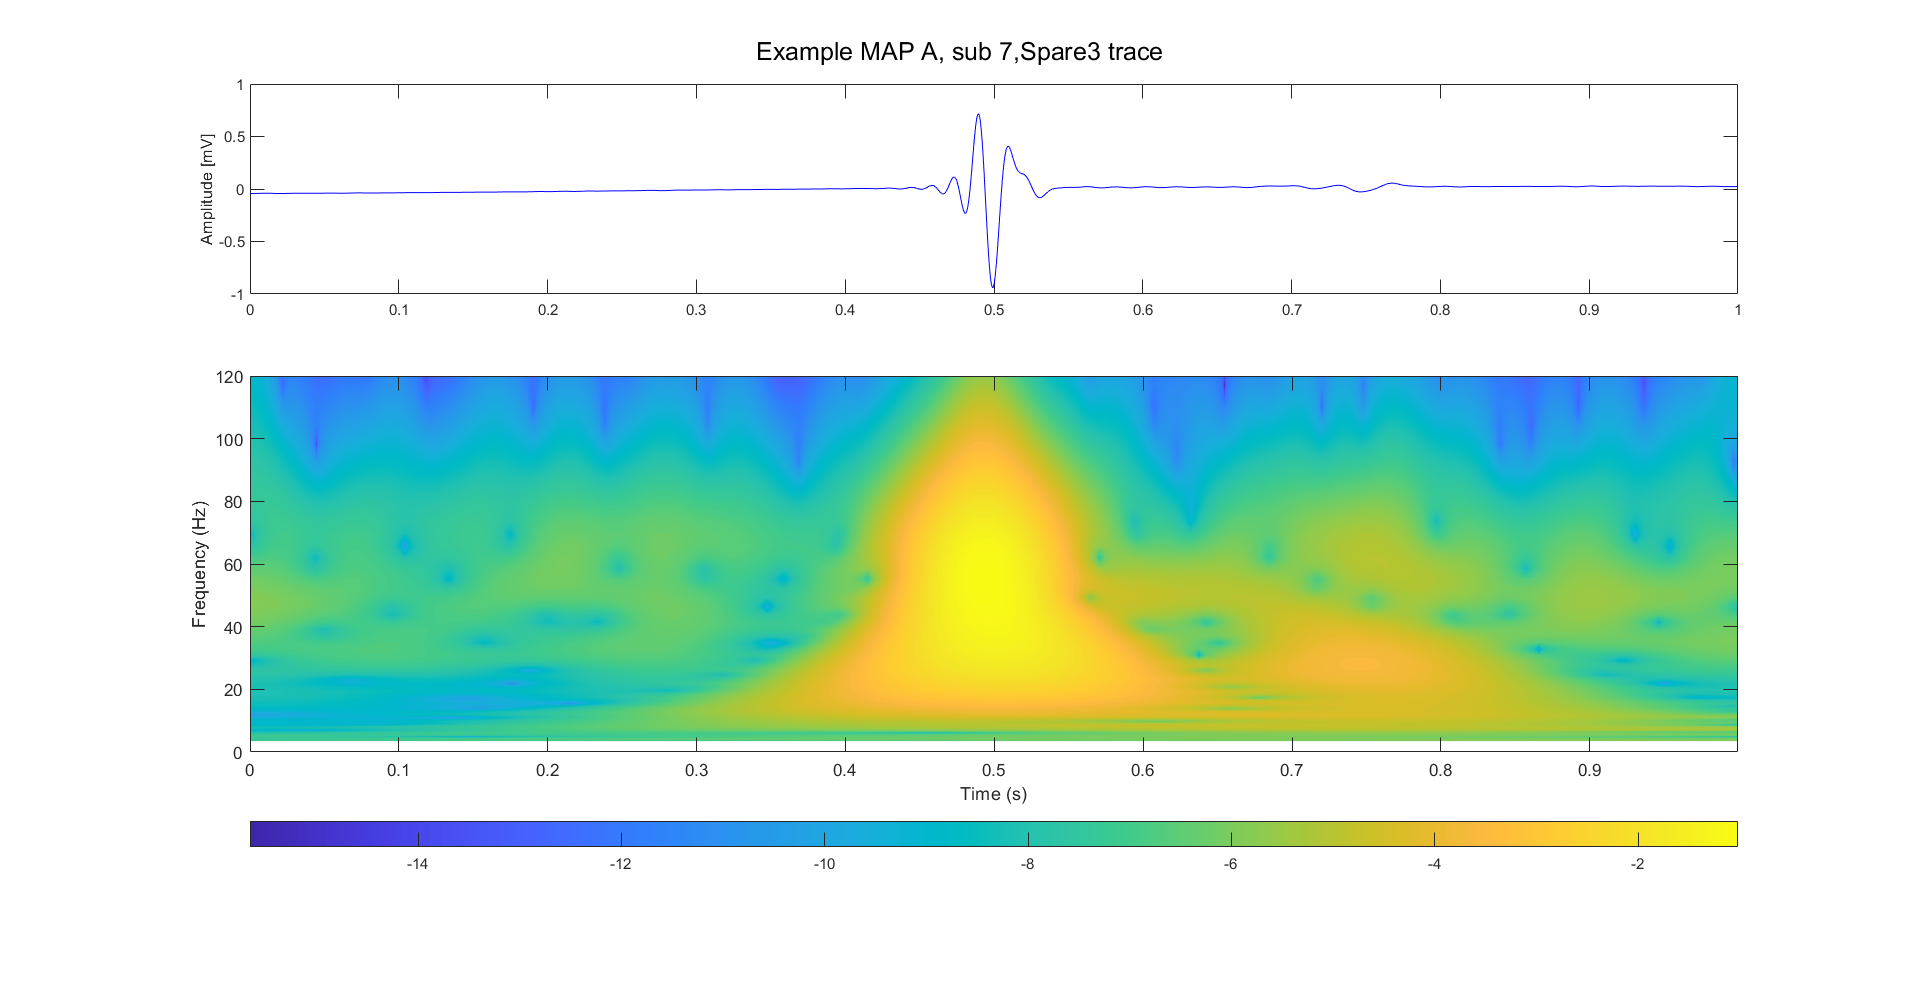 Example MAP A, sub 7,Spare3 trace
Amplitude [mV]
1
0.5
0
-0.5
-1
0 0.1 0.2 0.3 0.4 0.5 0.6 0.7 0.8 0.9 1
Frequency (Hz)
120
100
80
60
40
20
0
0 0.1 0.2 0.3 0.4 0.5 0.6 0.7 0.8 0.9
Time (s)
-14 -12 -10 -8 -6 -4 -2